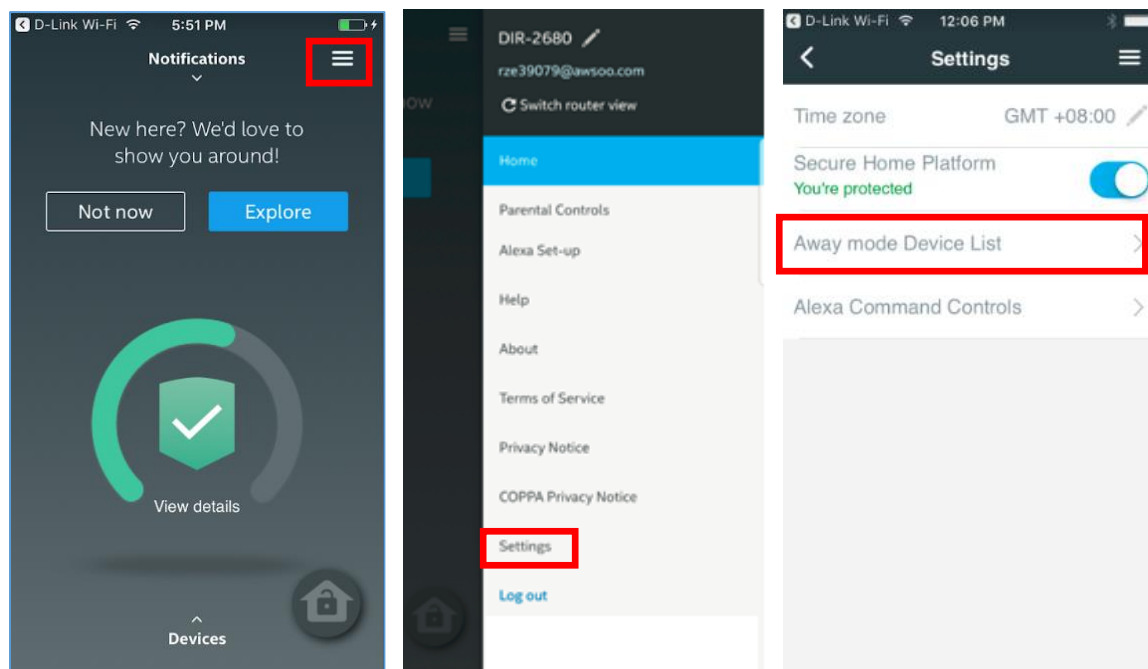 D-Link Wi-Fi 5:51 PM
Notifications
New here? We'd love to
show you around!
Not now Explore
View details
Devices
DIR-2680
rze39079@awsoo.com
Switch router view
Home
Parental Controls
Alexa Set-up
Help
About
Terms of Service
Privacy Notice
COPPA Privacy Notice
Settings
Log out
D-Link Wi-Fi 12:06 PM
Settings
Time zone GMT +08:00
Secure Home Platform
You're protected
Away mode Device List
Alexa Command Controls